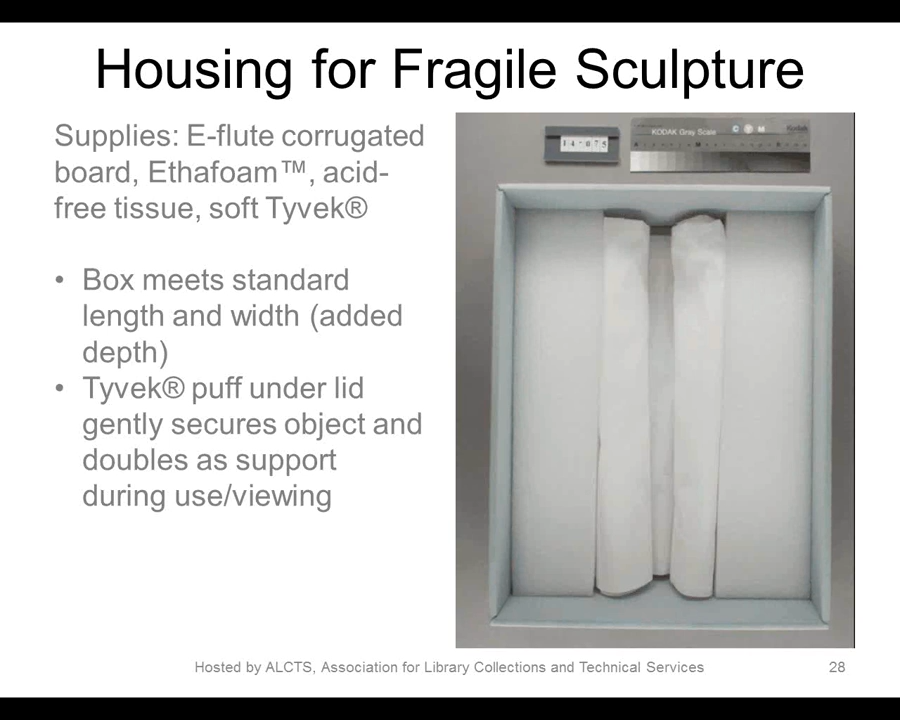 Housing for Fragile Sculpture
Supplies: E-flute corrugated
board, Ethafoam™, acid-
free tissue, soft Tyvek®
• Box meets standard
length and width (added
depth)
• Tyvek® puff under lid
gently secures object and
doubles as support
during use/viewing
14-075
KODAK Gray Scale
C Y M
Kodak
Hosted by ALCTS, Association for Library Collections and Technical Services
28